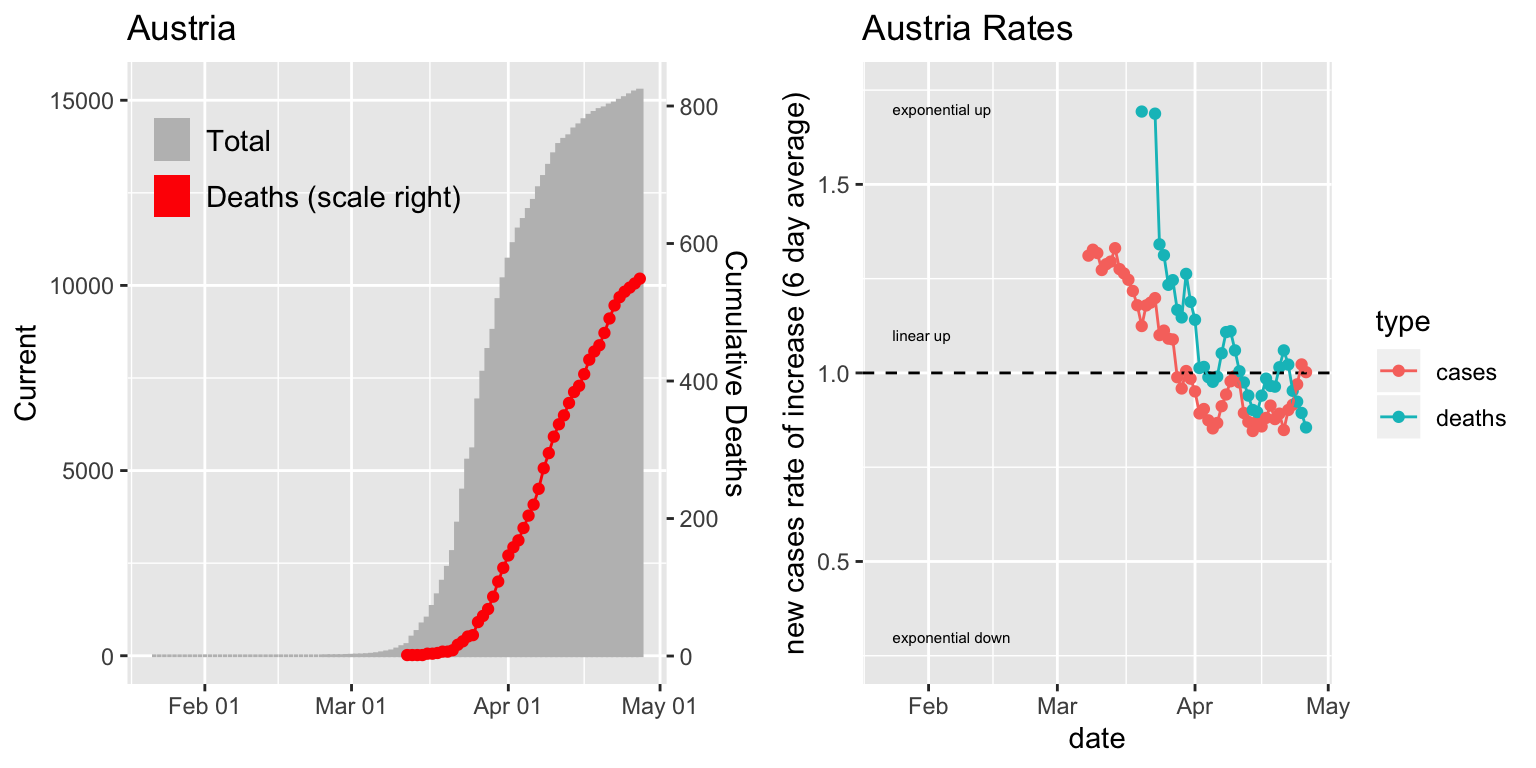 Austria
Current
15000
10000
5000
0
Total
Deaths (scale right)
800
600
400
200
0
Cumulative Deaths
Feb 01
Mar 01
Apr 01
May 01
Austria Rates
new cases rate of increase (6 day average)
1.5
1.0
0.5
exponential up
linear up
exponential down
Feb
Mar
Apr
May
date
type
cases
deaths